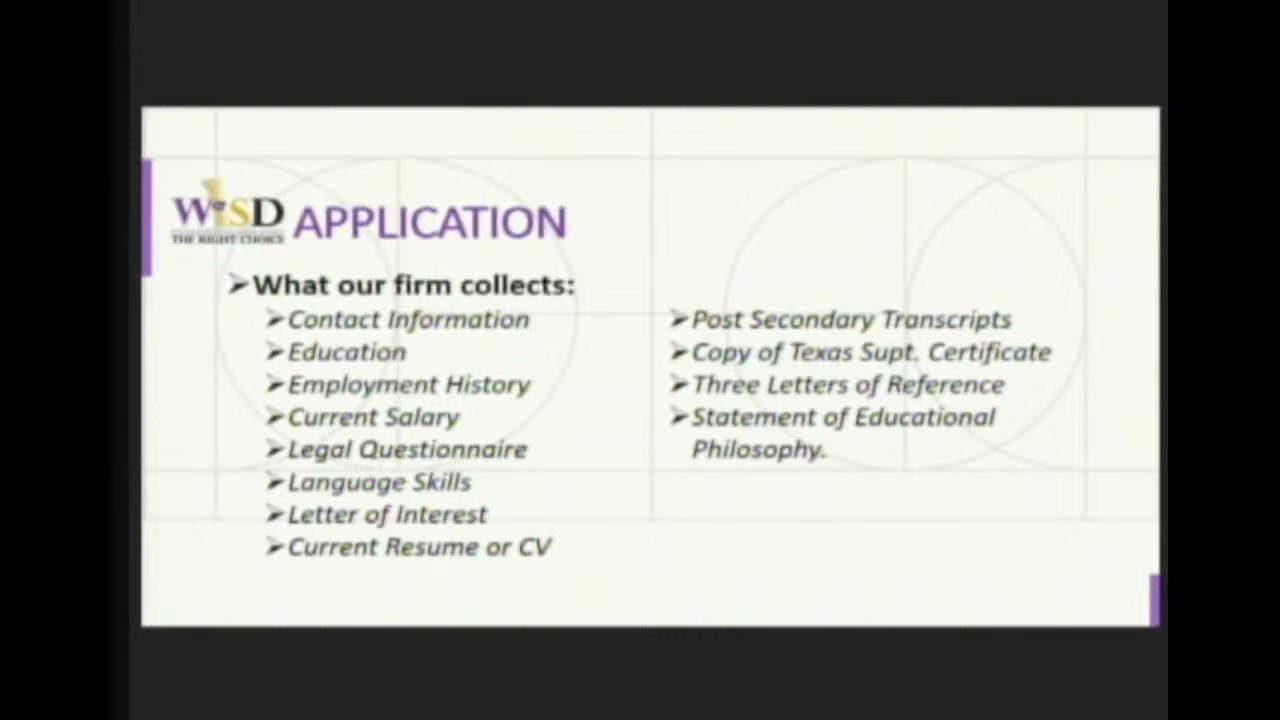 WISD
THE RIGHT CHOICE
APPLICATION
➢What our firm collects:
➢Contact Information
➢Education
➢Employment History
➢Current Salary
➢Legal Questionnaire
➢Language Skills
➢Letter of Interest
➢Current Resume or CV
➢Post Secondary Transcripts
➢Copy of Texas Supt. Certificate
➢Three Letters of Reference
➢Statement of Educational
Philosophy.